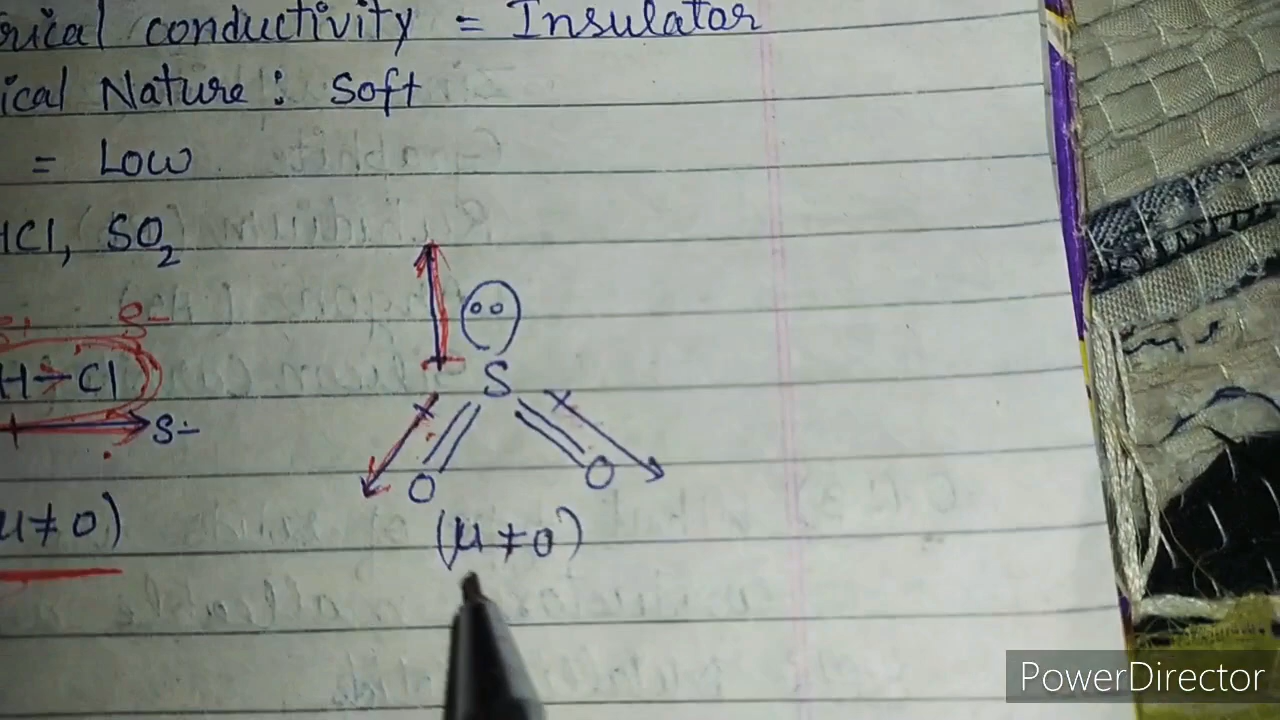 rical conductivity = Insulator
ical Nature : Soft
= Low
HCl, SO₂
δ-
S
H → Cl
S-
O O
μ ≠ 0)
(μ ≠ 0)
PowerDirector